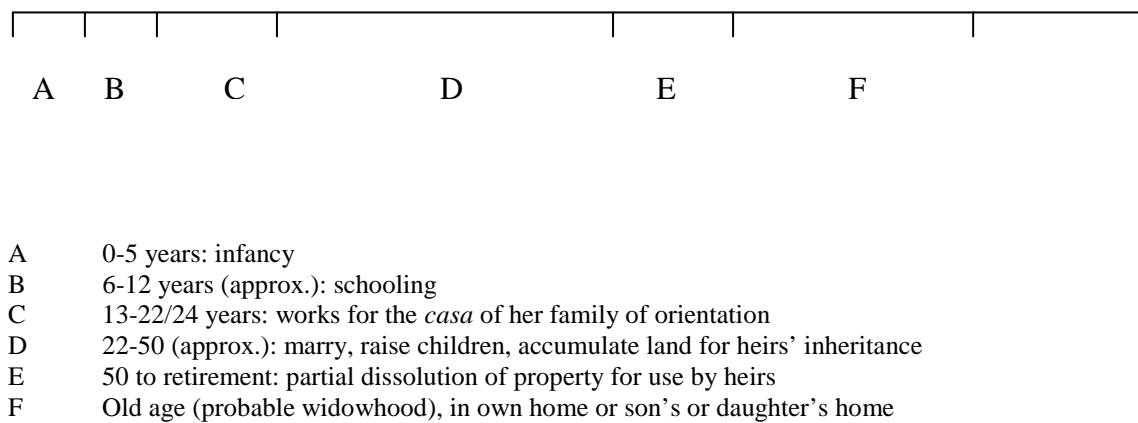 A B C D E F
A 0-5 years: infancy
B 6-12 years (approx.): schooling
C 13-22/24 years: works for the casa of her family of orientation
D 22-50 (approx.): marry, raise children, accumulate land for heirs’ inheritance
E 50 to retirement: partial dissolution of property for use by heirs
F Old age (probable widowhood), in own home or son’s or daughter’s home